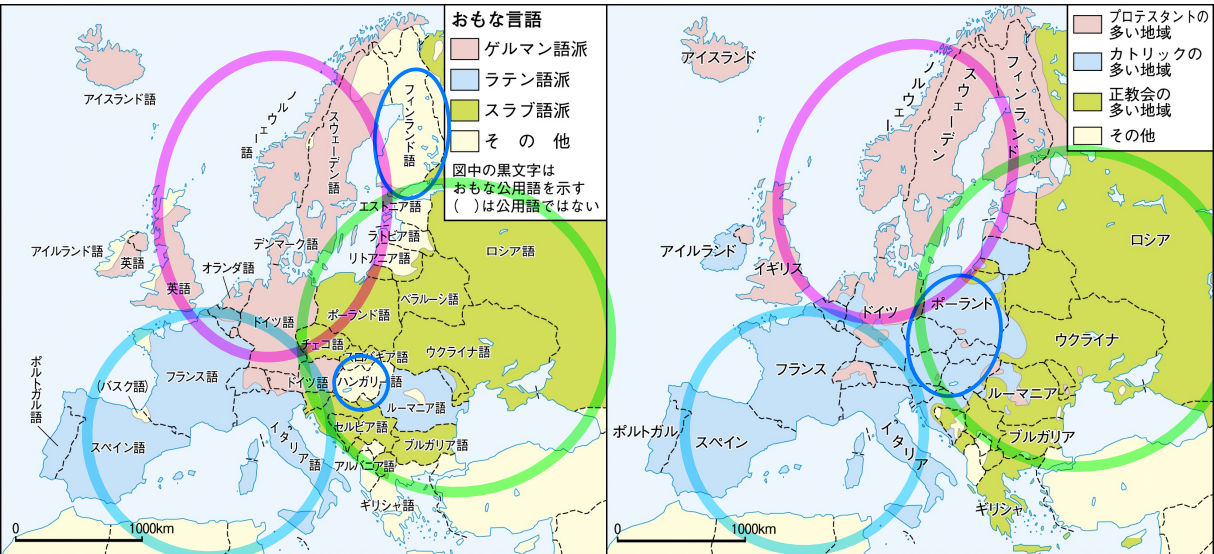 おもな言語
ゲルマン語派
ラテン語派
スラブ語派
そ の 他
図中の黒文字は
おもな公用語を示す
( )は公用語ではない
アイスランド語
ノルウェー語
スウェーデン語
フィンランド語
エストニア語
ラトビア語
リトアニア語
ロシア語
デンマーク語
アイルランド語
英語
英語
オランダ語
ベラルーシ語
ポーランド語
ドイツ語
チェコ語
スロバキア語
ウクライナ語
ポルトガル語
(バスク語)
フランス語
ドイツ語
ハンガリー語
ルーマニア語
スペイン語
イタリア語
セルビア語
ブルガリア語
アルバニア語
ギリシャ語
0 1000km
プロテスタントの
多い地域
カトリックの
多い地域
正教会の
多い地域
その他
アイスランド
ノルウェー
スウェーデン
フィンランド
ロシア
アイルランド
イギリス
ポーランド
ドイツ
ウクライナ
フランス
ルーマニア
ポルトガル
スペイン
イタリア
ブルガリア
ギリシャ
0 1000km